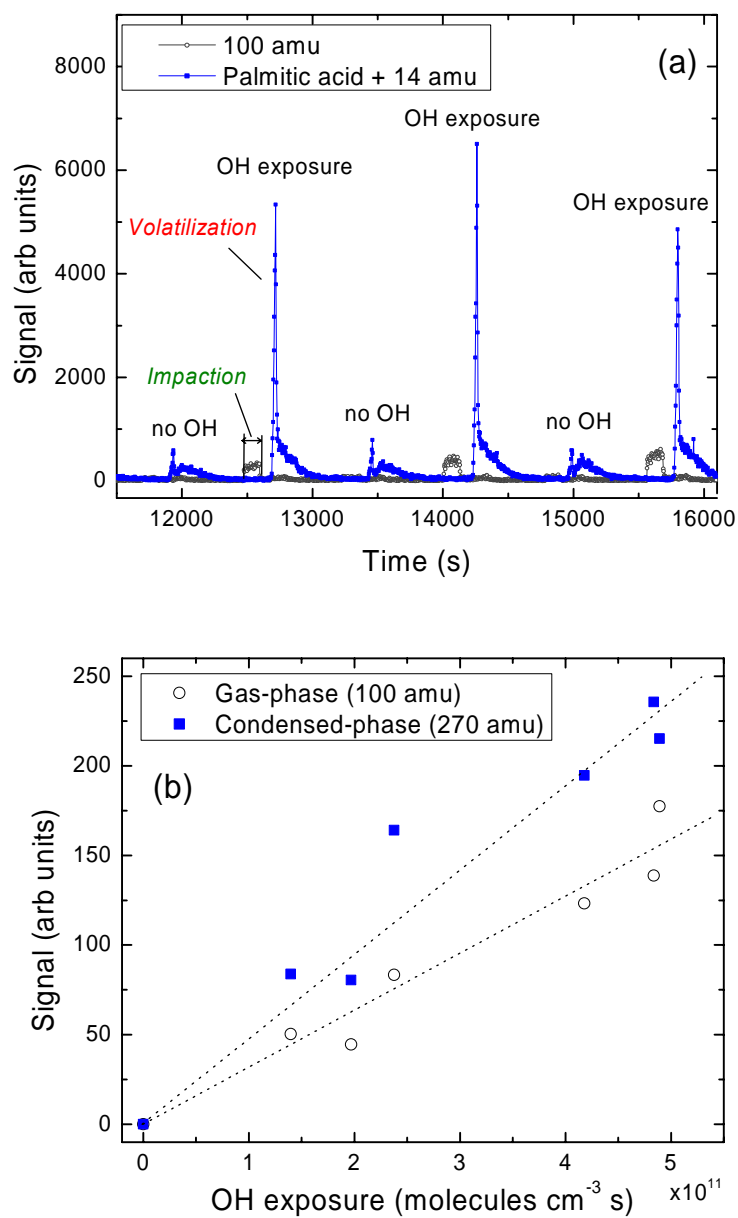 100 amu
Palmitic acid + 14 amu
(a)
8000
6000
4000
2000
0
Signal (arb units)
OH exposure
OH exposure
OH exposure
Volatilization
Impaction
no OH
no OH
no OH
12000 13000 14000 15000 16000
Time (s)
Gas-phase (100 amu)
Condensed-phase (270 amu)
(b)
250
200
150
100
50
0
Signal (arb units)
0 1 2 3 4 5
x10¹¹
OH exposure (molecules cm⁻³ s)